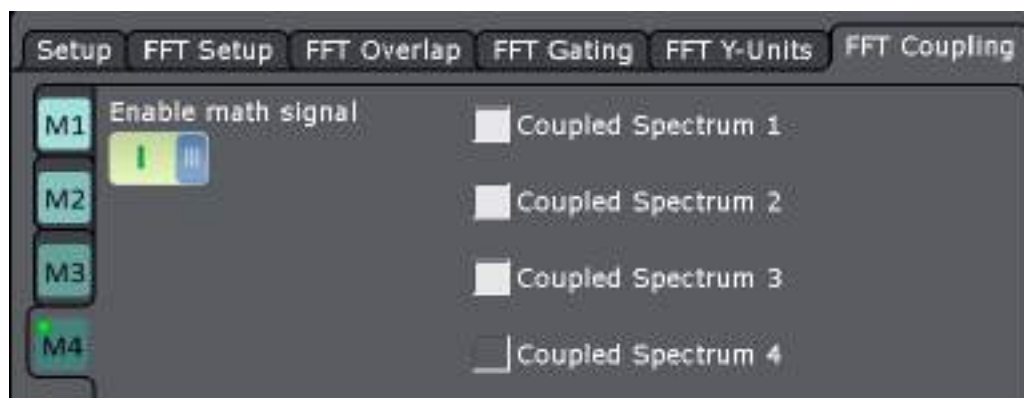 Setup FFT Setup FFT Overlap FFT Gating FFT Y-Units FFT Coupling
M1 Enable math signal Coupled Spectrum 1
M2 Coupled Spectrum 2
M3 Coupled Spectrum 3
M4 Coupled Spectrum 4